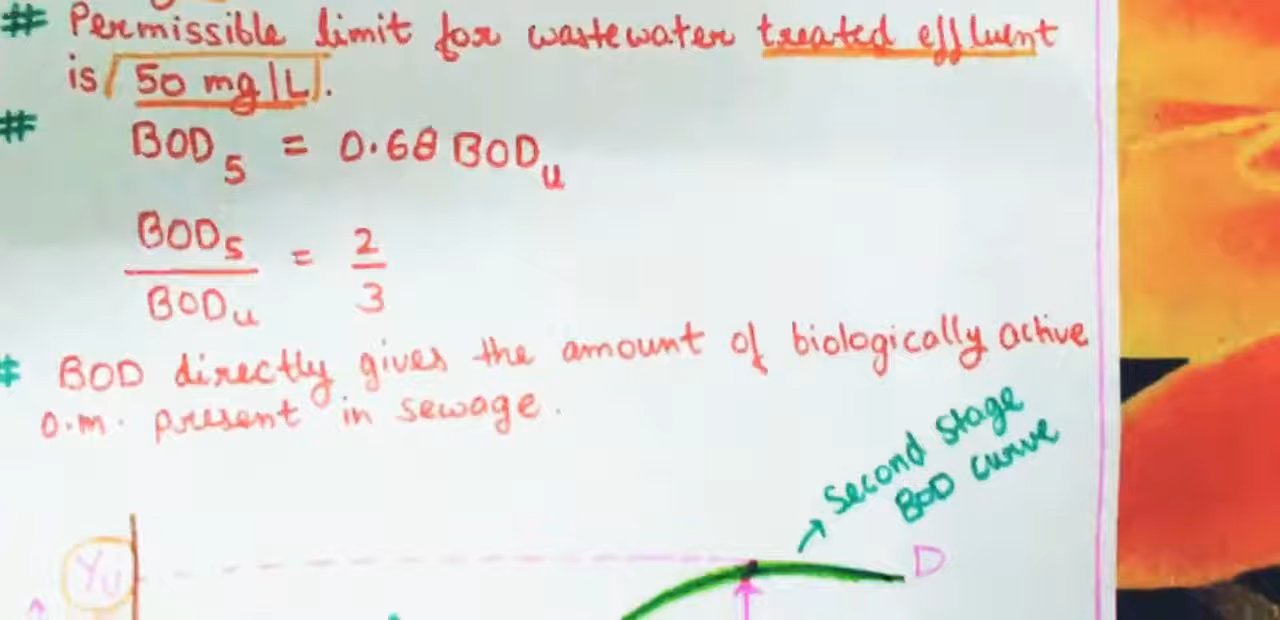 # Permissible limit for wastewater treated effluent
is 50 mg/L.
# BOD5 = 0.68 BODu
BOD5 / BODu = 2/3
# BOD directly gives the amount of biologically active
O.M. present in sewage.
Second stage
BOD curve
Yu
D